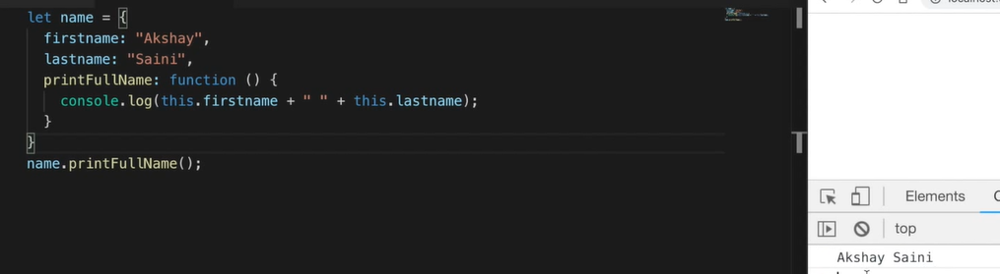 let name = {
firstname: "Akshay",
lastname: "Saini",
printFullName: function () {
console.log(this.firstname + " " + this.lastname);
}
}
name.printFullName();
Elements
top
Akshay Saini